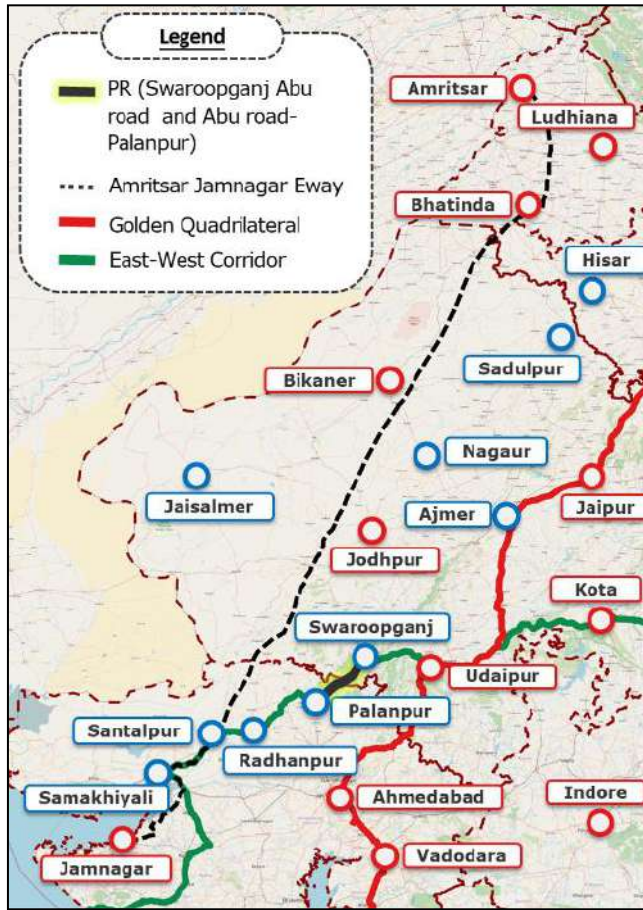 Legend
PR (Swaroopganj Abu
road and Abu road-
Palanpur)
Amritsar Jamnagar Eway
Golden Quadrilateral
East-West Corridor
Amritsar
Ludhiana
Bhatinda
Hisar
Sadulpur
Bikaner
Nagaur
Jaisalmer
Jaipur
Ajmer
Jodhpur
Kota
Swaroopganj
Udaipur
Palanpur
Santalpur
Radhanpur
Samakhiyali
Ahmedabad
Indore
Jamnagar
Vadodara